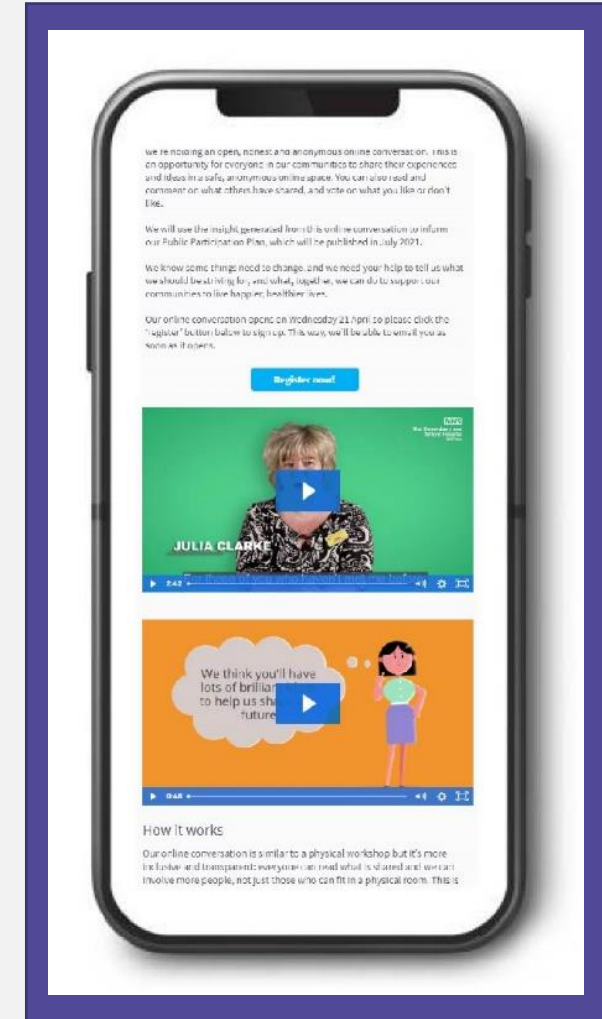 we're holding an open, honest and anonymous online conversation. This is
an opportunity for everyone in our communities to share their experiences
and ideas in a safe, anonymous online space. You can also read and
comment on what others have shared, and vote on what you like or don't
like.
We will use the insight generated from this online conversation to inform
our Public Participation Plan, which will be published in July 2021.
We know some things need to change, and we need your help to tell us what
we should be striving for, and what, together, we can do to support our
communities to live happier, healthier lives.
Our online conversation opens on Wednesday 21 April so please click the
'register' button below to sign up. This way, we'll be able to email you as
soon as it opens.
Register now!
NHS
JULIA CLARKE
2:42
We think you'll have
lots of
to help us
future
0:48
How it works
Our online conversation is similar to a physical workshop but it's more
inclusive and transparent: everyone can read what is shared and we can
involve more people, not just those who can fit in a physical room. This is